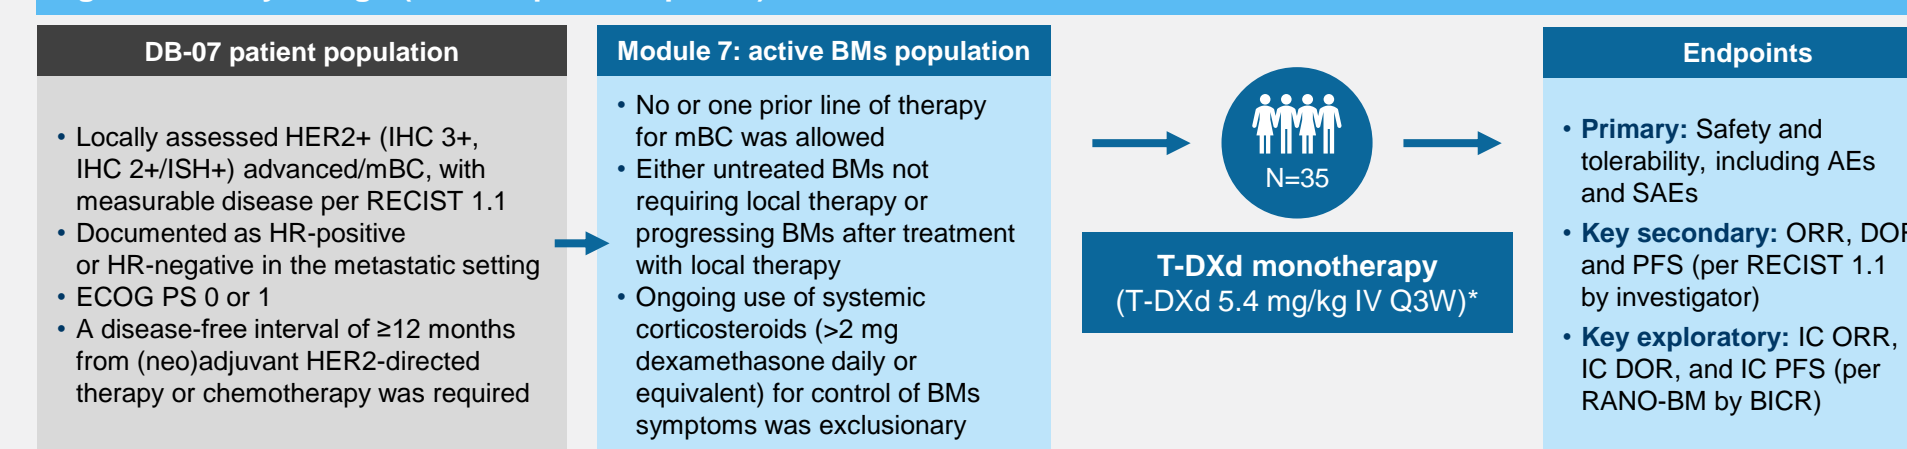 DB-07 patient population
• Locally assessed HER2+ (IHC 3+,
IHC 2+/ISH+) advanced/mBC, with
measurable disease per RECIST 1.1
• Documented as HR-positive
or HR-negative in the metastatic setting
• ECOG PS 0 or 1
• A disease-free interval of ≥12 months
from (neo)adjuvant HER2-directed
therapy or chemotherapy was required
Module 7: active BMs population
• No or one prior line of therapy
for mBC was allowed
• Either untreated BMs not
requiring local therapy or
progressing BMs after treatment
with local therapy
• Ongoing use of systemic
corticosteroids (>2 mg
dexamethasone daily or
equivalent) for control of BMs
symptoms was exclusionary
N=35
T-DXd monotherapy
(T-DXd 5.4 mg/kg IV Q3W)*
Endpoints
• Primary: Safety and
tolerability, including AEs
and SAEs
• Key secondary: ORR, DOR
and PFS (per RECIST 1.1
by investigator)
• Key exploratory: IC ORR,
IC DOR, and IC PFS (per
RANO-BM by BICR)